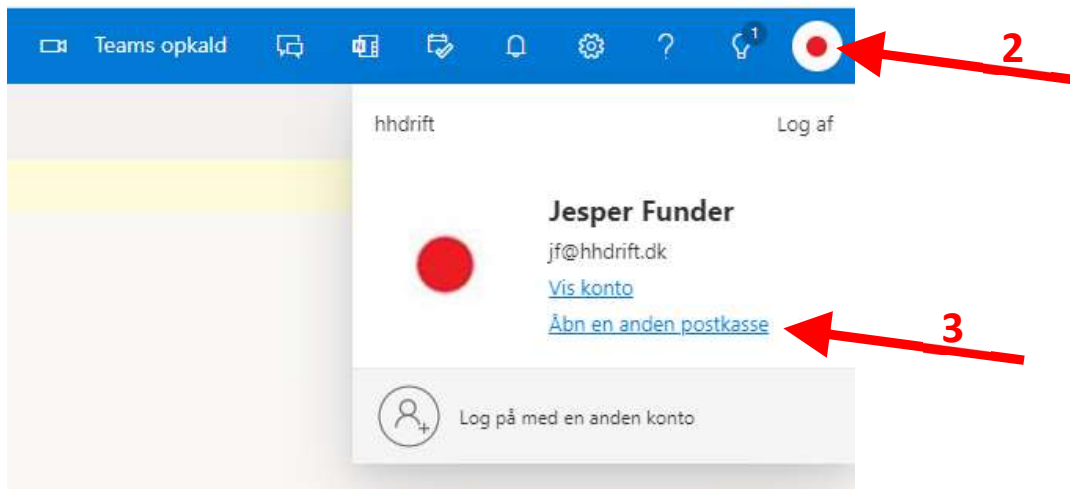 Teams opkald
?
1
2
hhdrift
Log af
Jesper Funder
jf@hhdrift.dk
Vis konto
Åbn en anden postkasse
3
Log på med en anden konto